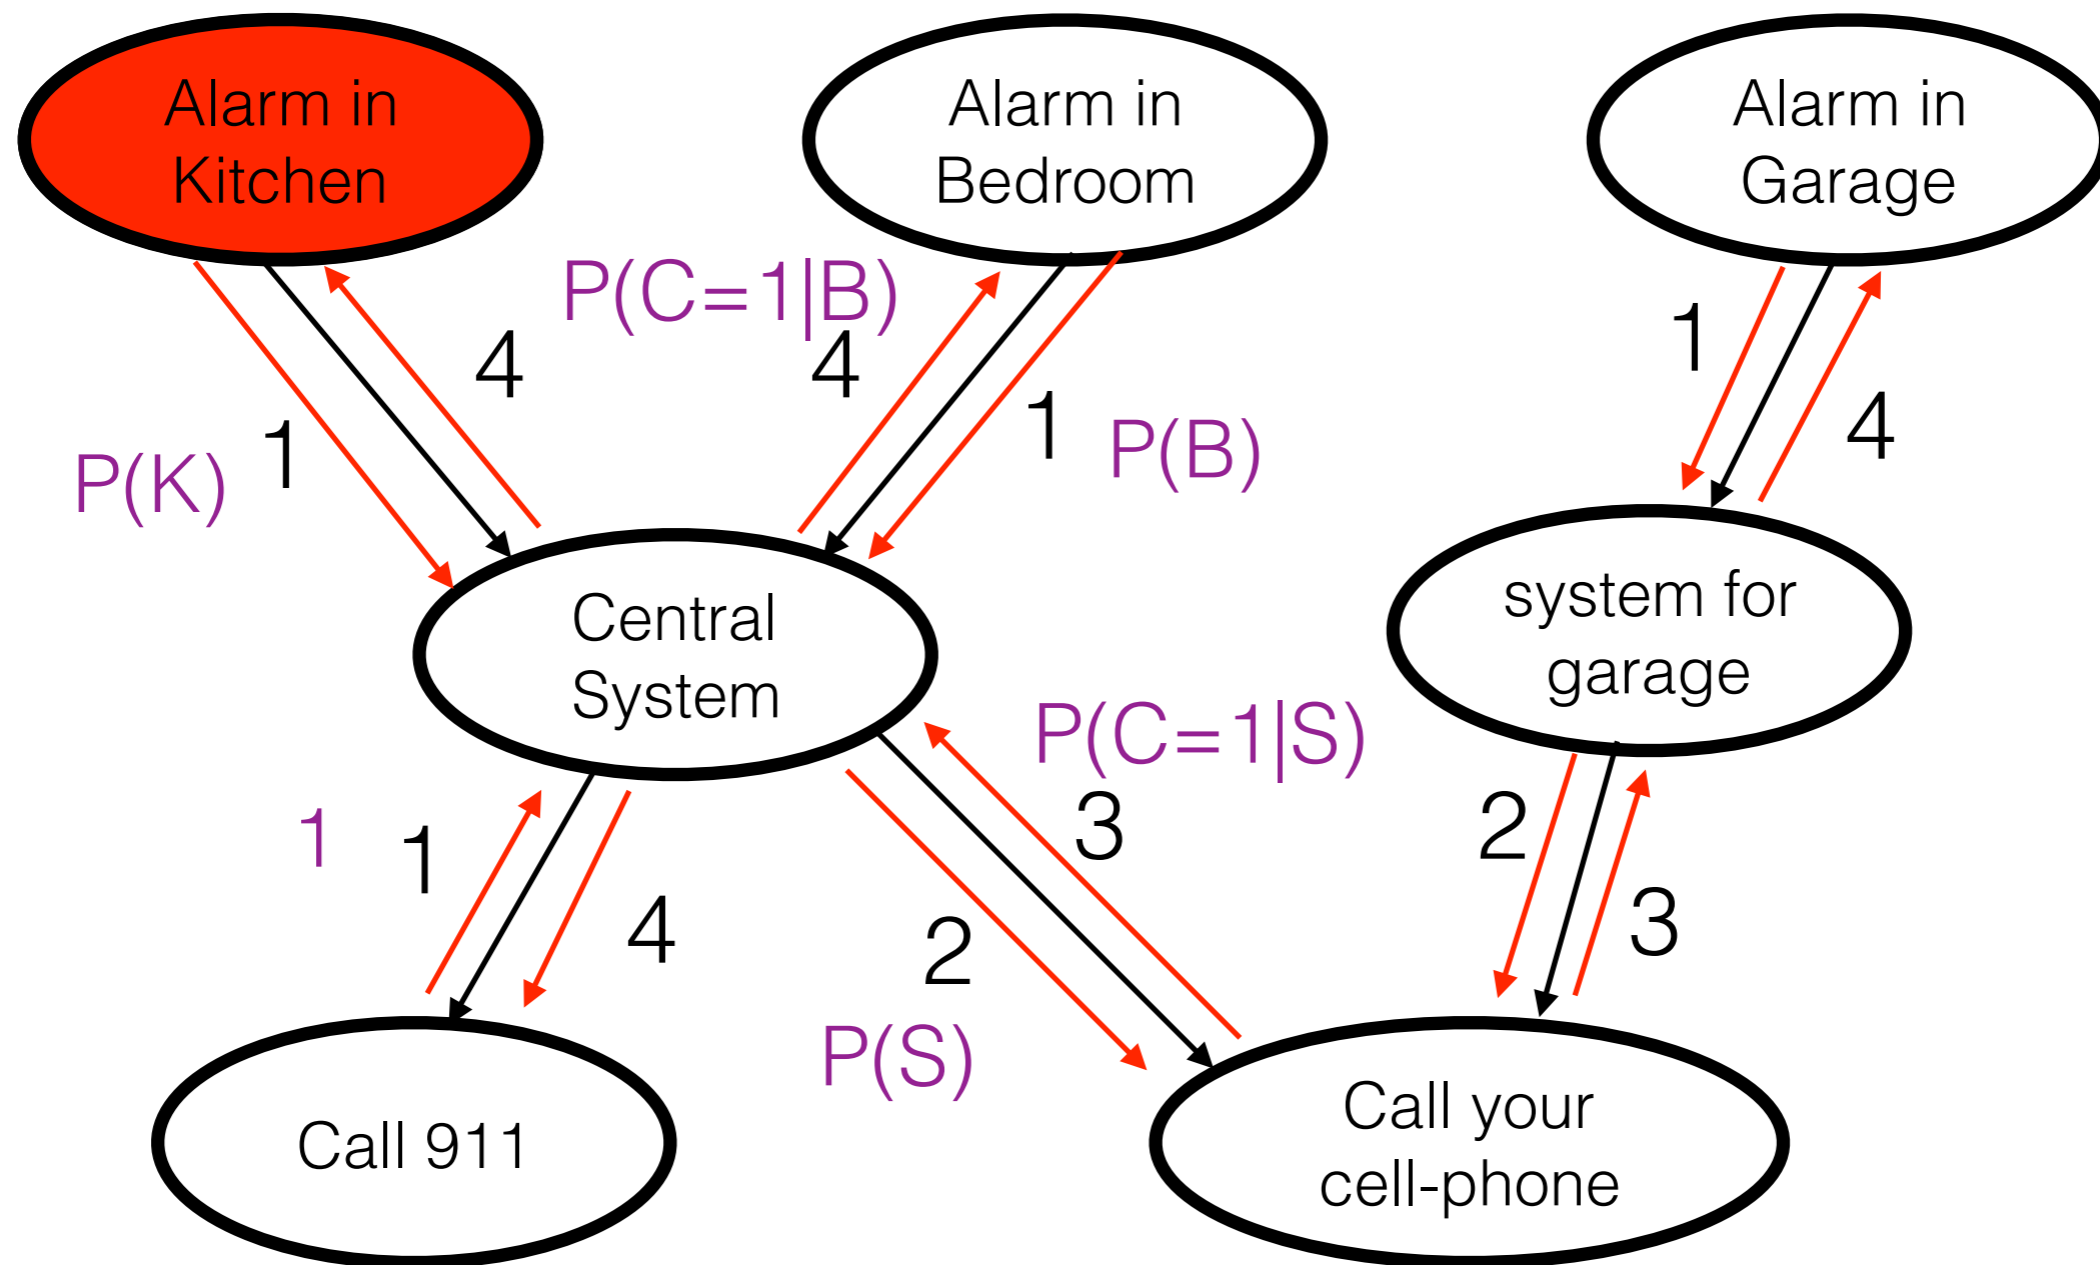 Alarm in
Kitchen
Alarm in
Bedroom
Alarm in
Garage
P(C=1|B)
4
4
1
P(K)
1
P(B)
1
4
Central
System
system for
garage
P(C=1|S)
3
1
1
4
2
P(S)
2
3
Call 911
Call your
cell-phone